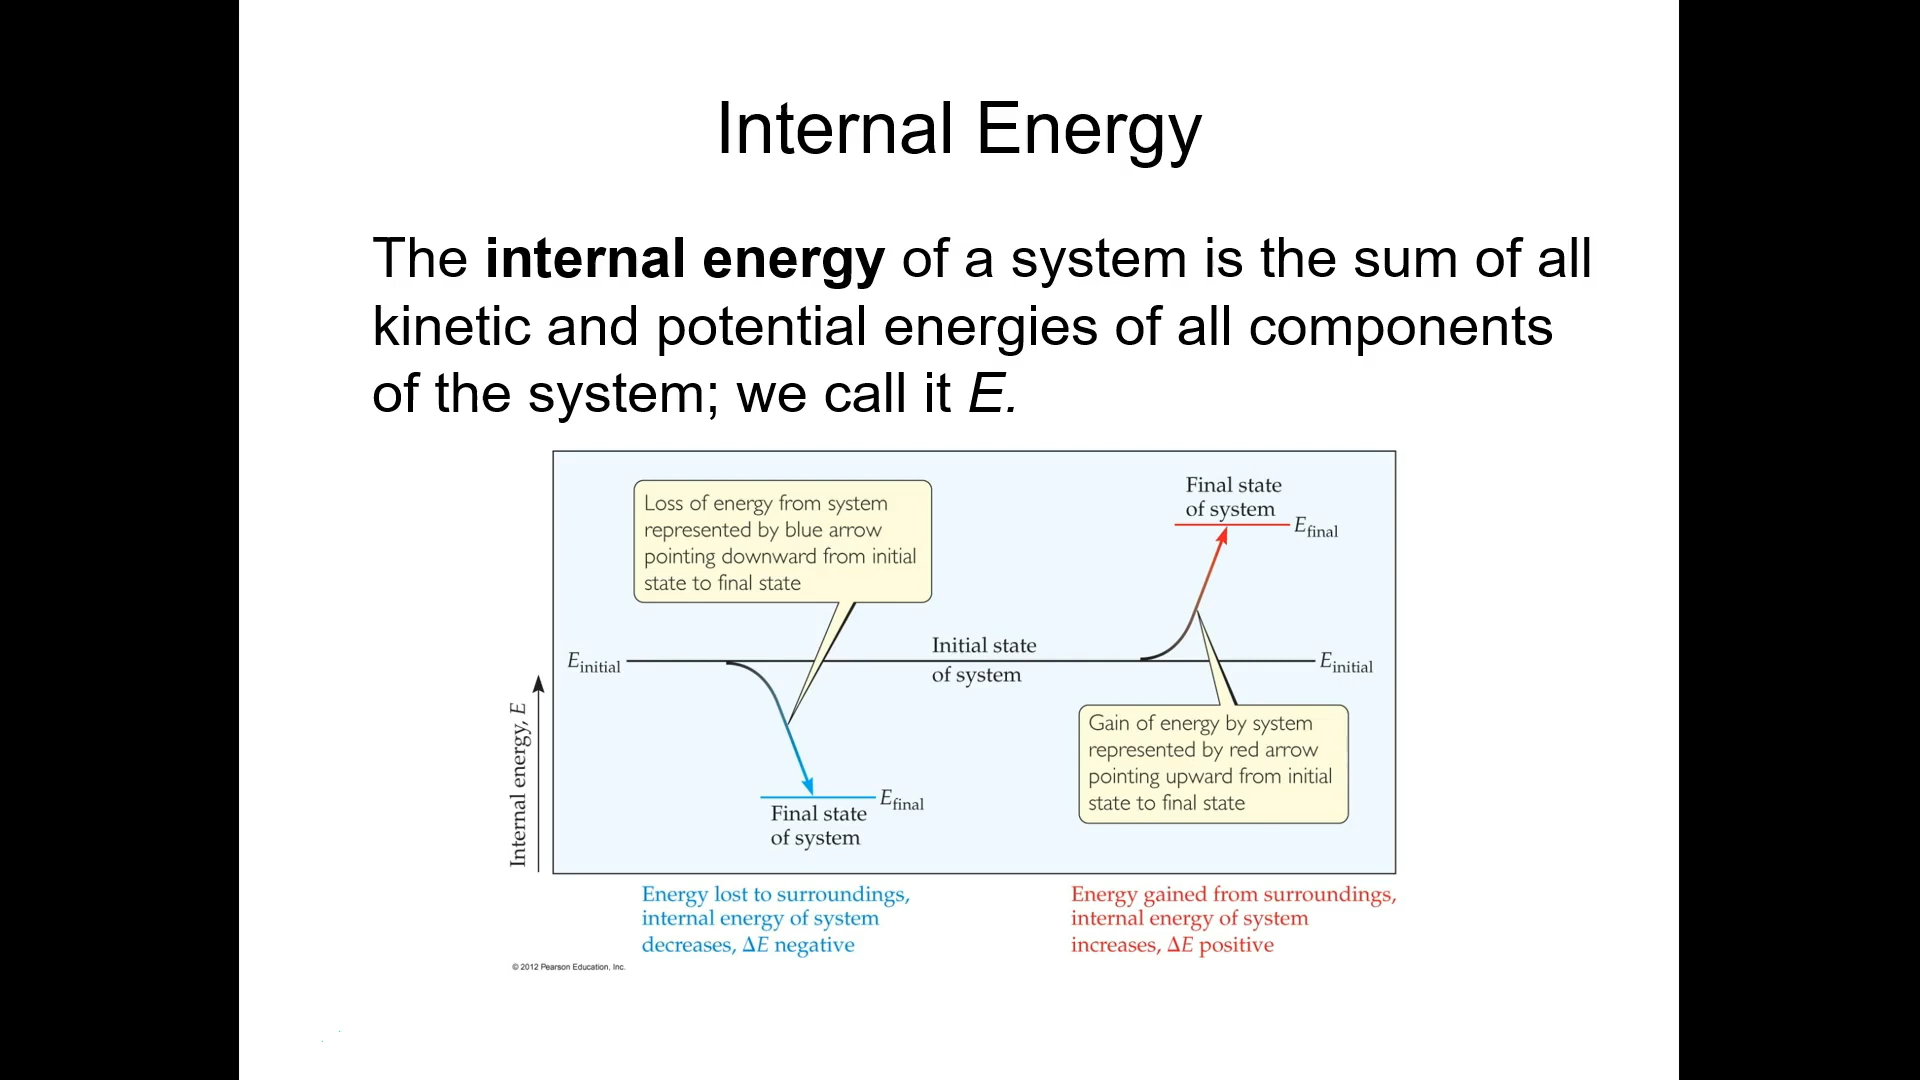 Internal Energy
The internal energy of a system is the sum of all
kinetic and potential energies of all components
of the system; we call it E.
Loss of energy from system
represented by blue arrow
pointing downward from initial
state to final state
Final state
of system
Efinal
Einitial
Initial state
of system
Einitial
Internal energy, E
Gain of energy by system
represented by red arrow
pointing upward from initial
state to final state
Efinal
Final state
of system
Energy lost to surroundings,
internal energy of system
decreases, ΔE negative
Energy gained from surroundings,
internal energy of system
increases, ΔE positive
© 2012 Pearson Education, Inc.